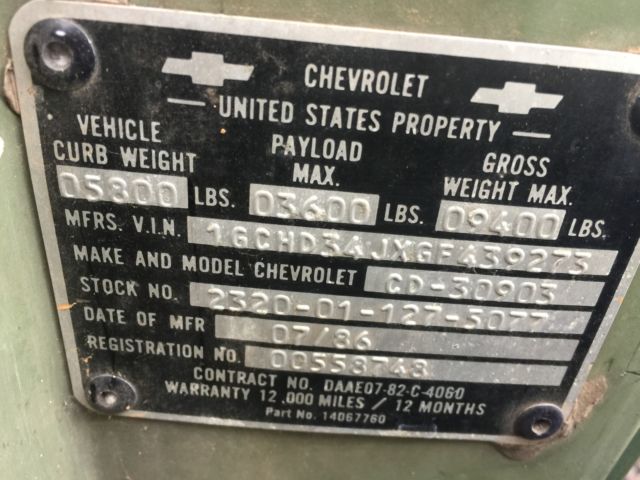 CHEVROLET
UNITED STATES PROPERTY
VEHICLE CURB WEIGHT 05800 LBS.
PAYLOAD MAX. 03600 LBS.
GROSS WEIGHT MAX. 09400 LBS.
MFRS. V.I.N. 1GCHD34JXGF439273
MAKE AND MODEL CHEVROLET CD-30903
STOCK NO. 2320-01-127-5077
DATE OF MFR 07/86
REGISTRATION NO. 00558748
CONTRACT NO. DAAE07-82-C-4060
WARRANTY 12,000 MILES / 12 MONTHS
Part No. 14067760